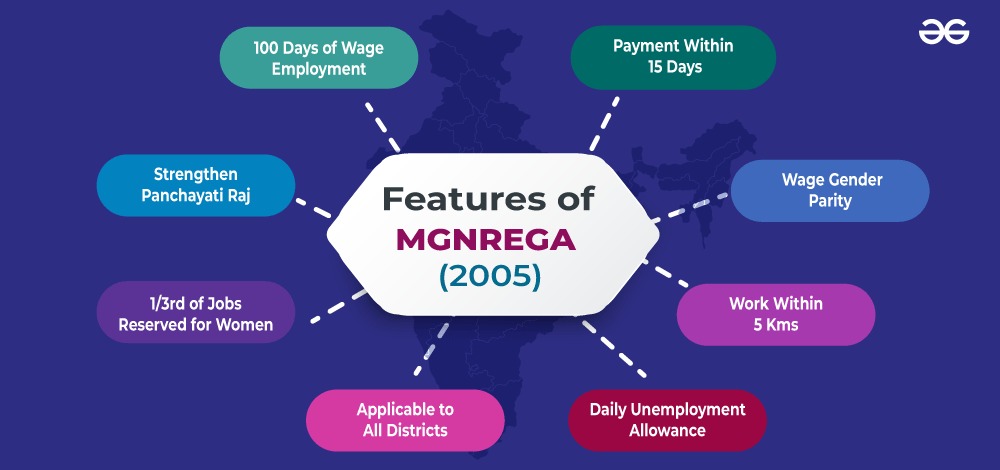 100 Days of Wage
Employment
Payment Within
15 Days
Strengthen
Panchayati Raj
Features of
MGNREGA
(2005)
Wage Gender
Parity
1/3rd of Jobs
Reserved for Women
Work Within
5 Kms
Applicable to
All Districts
Daily Unemployment
Allowance